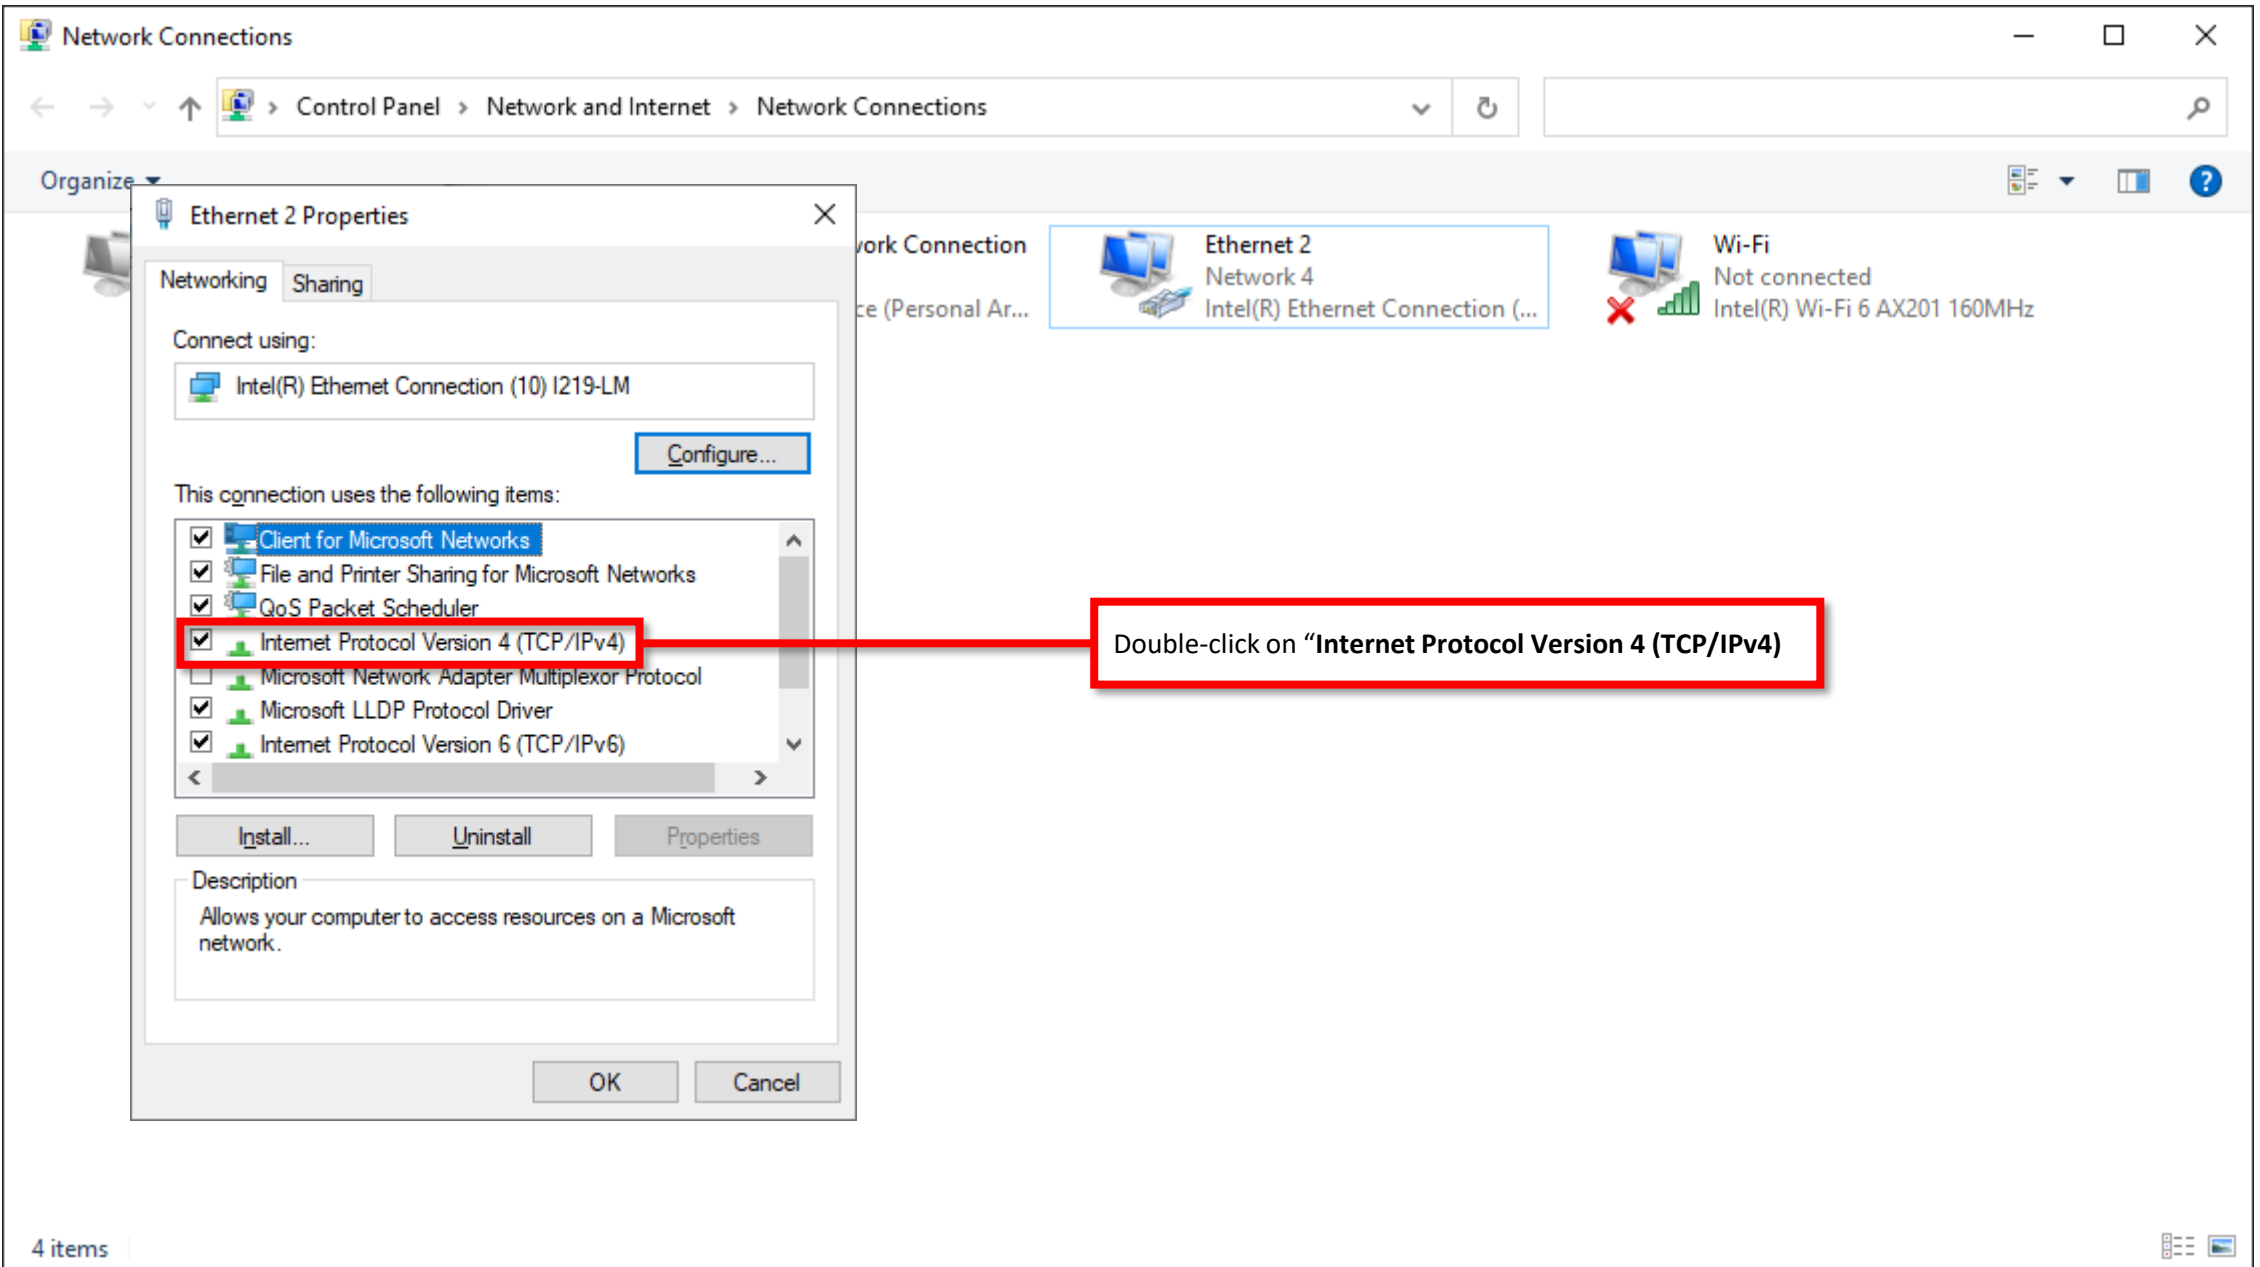 Network Connections
Control Panel > Network and Internet > Network Connections
Organize
Ethernet 2 Properties
Networking
Sharing
Connect using:
Intel(R) Ethernet Connection (10) I219-LM
Configure...
This connection uses the following items:
Client for Microsoft Networks
File and Printer Sharing for Microsoft Networks
QoS Packet Scheduler
Internet Protocol Version 4 (TCP/IPv4)
Microsoft Network Adapter Multiplexor Protocol
Microsoft LLDP Protocol Driver
Internet Protocol Version 6 (TCP/IPv6)
Install...
Uninstall
Properties
Description
Allows your computer to access resources on a Microsoft
network.
OK
Cancel
Connection
(Personal Ar...
Ethernet 2
Network 4
Intel(R) Ethernet Connection (...
Wi-Fi
Not connected
Intel(R) Wi-Fi 6 AX201 160MHz
Double-click on “Internet Protocol Version 4 (TCP/IPv4)
4 items